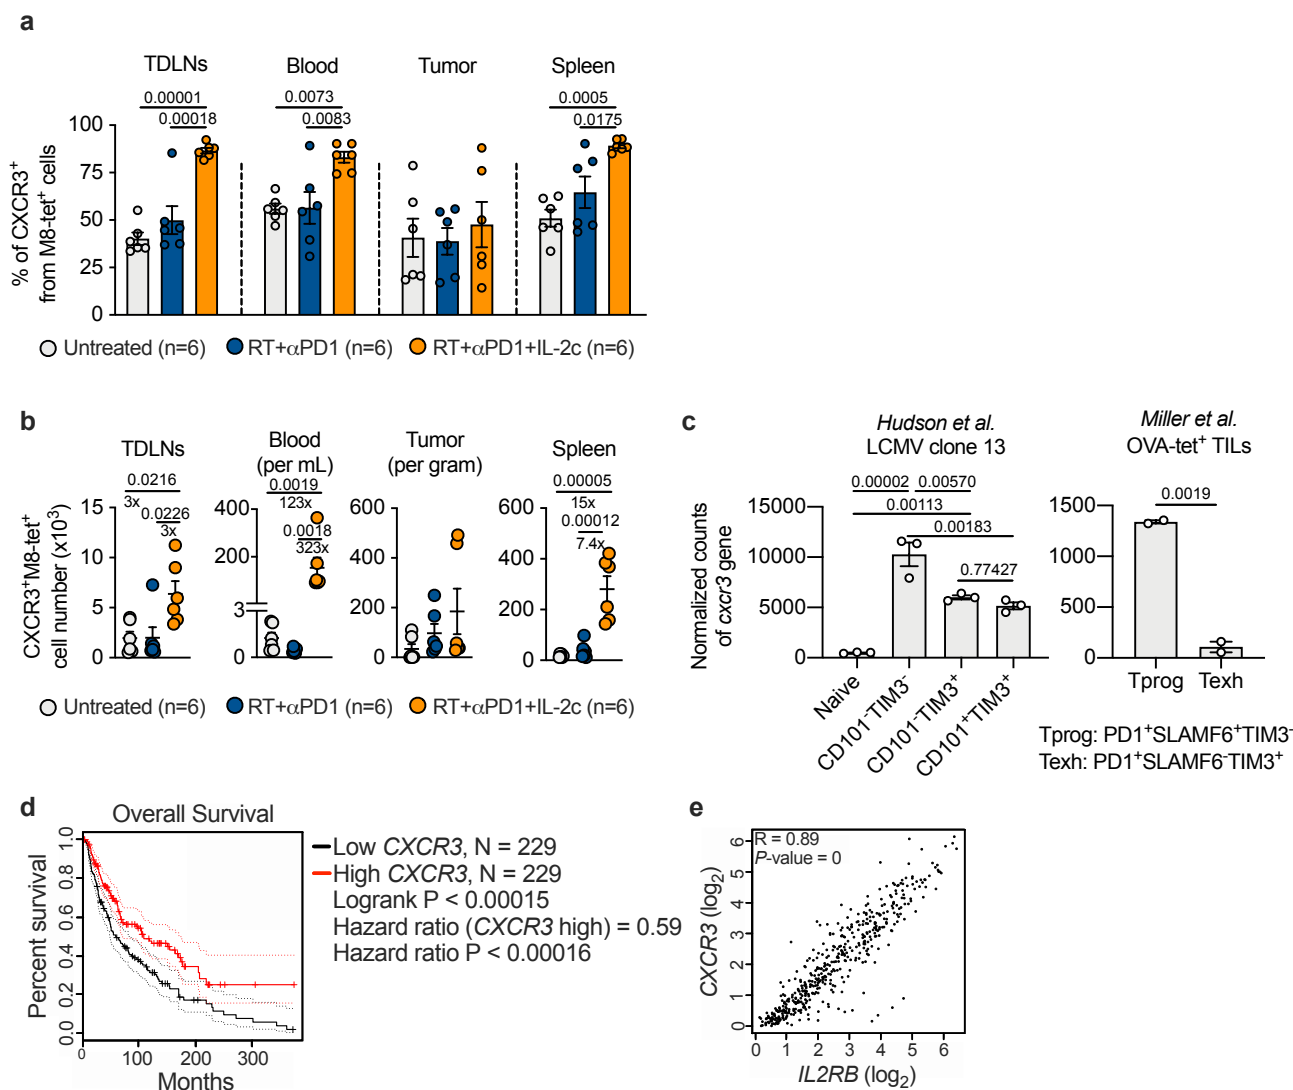 a
TDLNs Blood Tumor Spleen
0.00001 0.0073 0.0005
0.00018 0.0083 0.0175
% of CXCR3⁺
from M8-tet⁺ cells
100
75
50
25
0
Untreated (n=6) RT+αPD1 (n=6) RT+αPD1+IL-2c (n=6)
b
TDLNs
Blood
(per mL)
Tumor
(per gram)
Spleen
CXCR3⁺M8-tet⁺
cell number (x10³)
0.0216
3x
0.0226
3x
15
10
5
0
0.0019
123x
0.0018
323x
400
200
3
0
600
400
200
0
0.00005
15x
0.00012
7.4x
600
400
200
0
Untreated (n=6) RT+αPD1 (n=6) RT+αPD1+IL-2c (n=6)
c
Hudson et al.
LCMV clone 13
0.00002 0.00570
0.00113
0.00183
0.77427
Normalized counts
of cxcr3 gene
15000
10000
5000
0
Naive
CD101⁻TIM3⁻
CD101⁻TIM3⁺
CD101⁺TIM3⁺
Miller et al.
OVA-tet⁺ TILs
0.0019
1500
1000
500
0
Tprog Texh
Tprog: PD1⁺SLAMF6⁺TIM3⁻
Texh: PD1⁺SLAMF6⁻TIM3⁺
d
Overall Survival
Percent survival
1.0
0.8
0.6
0.4
0.2
0.0
0 100 200 300
Months
Low CXCR3, N = 229
High CXCR3, N = 229
Logrank P < 0.00015
Hazard ratio (CXCR3 high) = 0.59
Hazard ratio P < 0.00016
e
R = 0.89
P-value = 0
CXCR3 (log₂)
6
5
4
3
2
1
0
0 1 2 3 4 5 6
IL2RB (log₂)